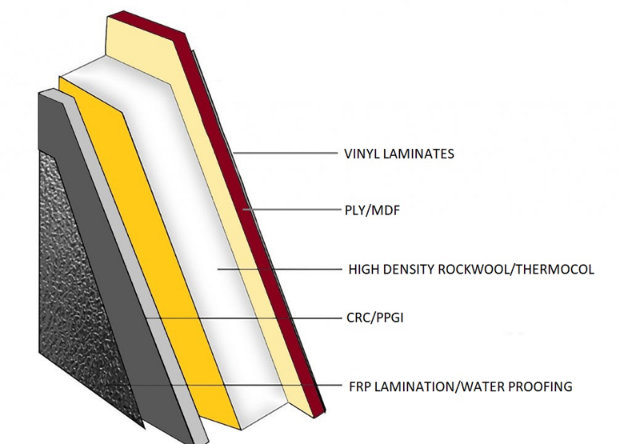 VINYL LAMINATES
PLY/MDF
HIGH DENSITY ROCKWOOL/THERMOCOL
CRC/PPGI
FRP LAMINATION/WATER PROOFING